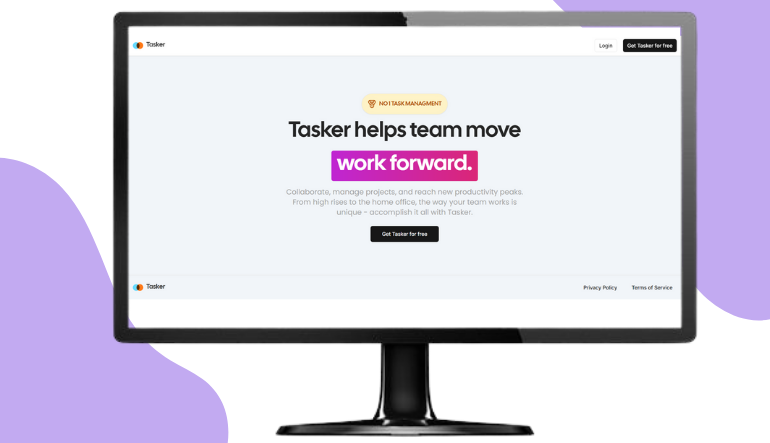 Tasker
Login
Get Tasker for free
NO 1 TASK MANAGMENT
Tasker helps team move
work forward.
Collaborate, manage projects, and reach new productivity peaks.
From high rises to the home office, the way your team works is
unique - accomplish it all with Tasker.
Get Tasker for free
Tasker
Privacy Policy
Terms of Service